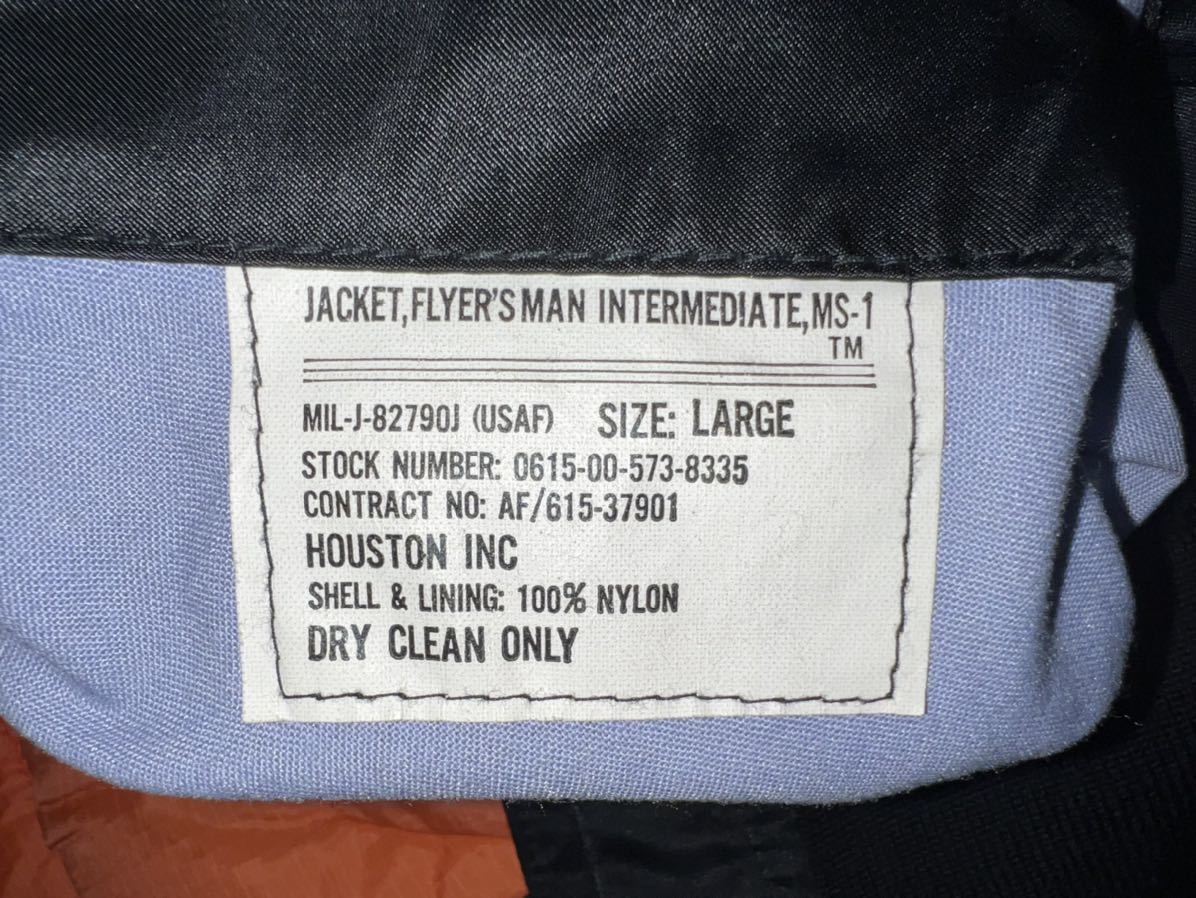 JACKET,FLYER'S MAN INTERMEDIATE,MS-1
TM
MIL-J-82790J (USAF) SIZE: LARGE
STOCK NUMBER: 0615-00-573-8335
CONTRACT NO: AF/615-37901
HOUSTON INC
SHELL & LINING: 100% NYLON
DRY CLEAN ONLY